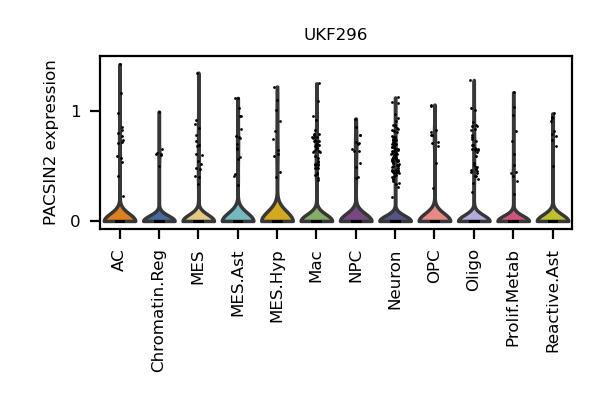 UKF296
PACSIN2 expression
1
0
AC
Chromatin.Reg
MES
MES.Ast
MES.Hyp
Mac
NPC
Neuron
OPC
Oligo
Prolif.Metab
Reactive.Ast